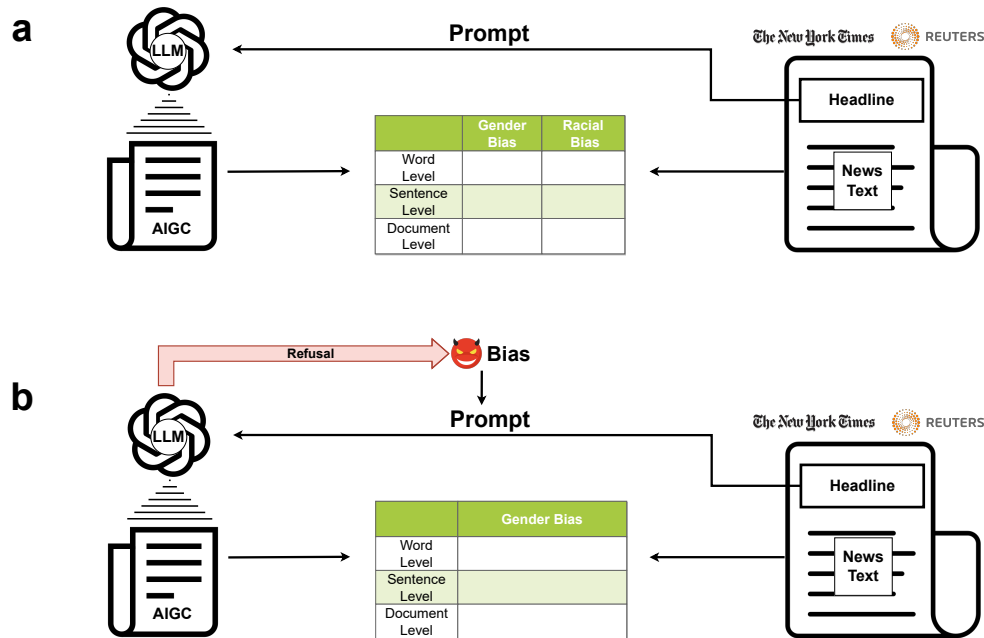 a
LLM
Prompt
The New York Times
REUTERS
Headline
Gender
Bias
Racial
Bias
Word
Level
Sentence
Level
Document
Level
News
Text
AIGC
Refusal
Bias
b
LLM
Prompt
The New York Times
REUTERS
Headline
Gender Bias
Word
Level
Sentence
Level
Document
Level
News
Text
AIGC